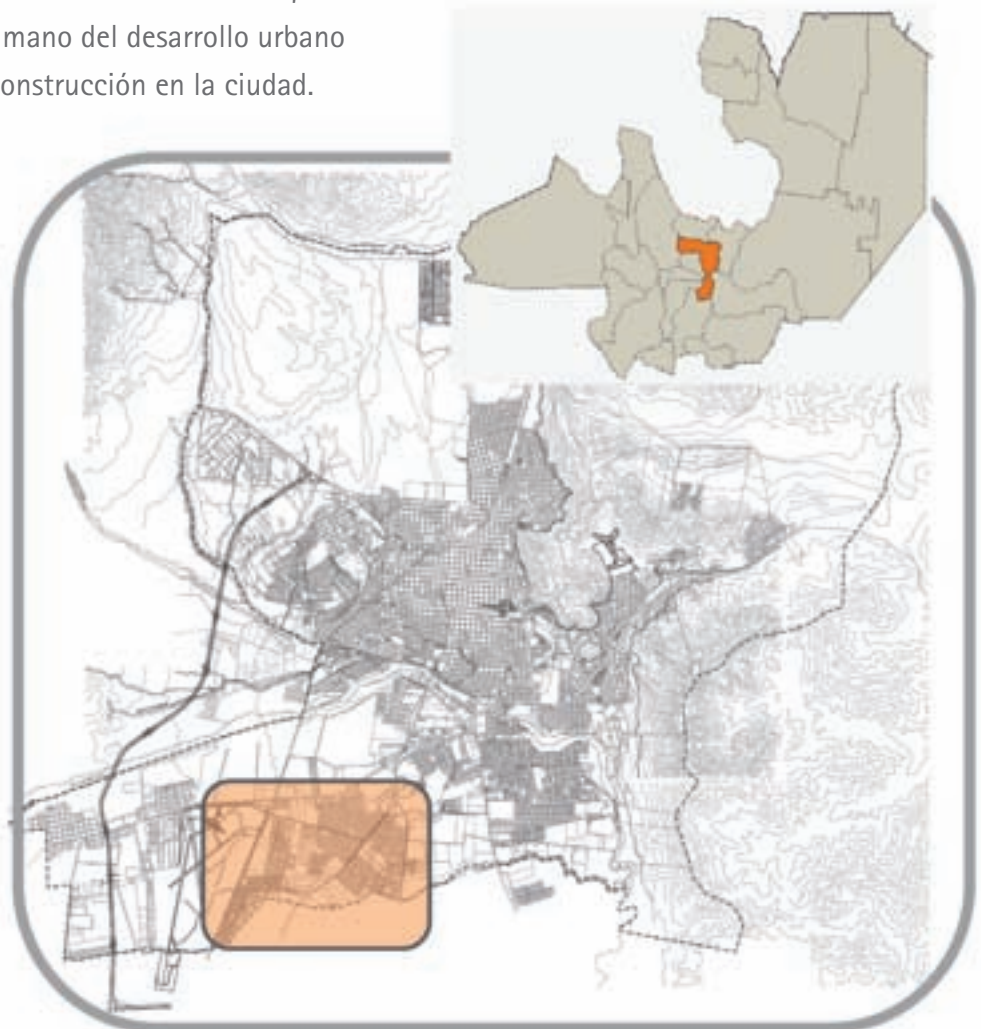 mano del desarrollo urbano
onstrucción en la ciudad.